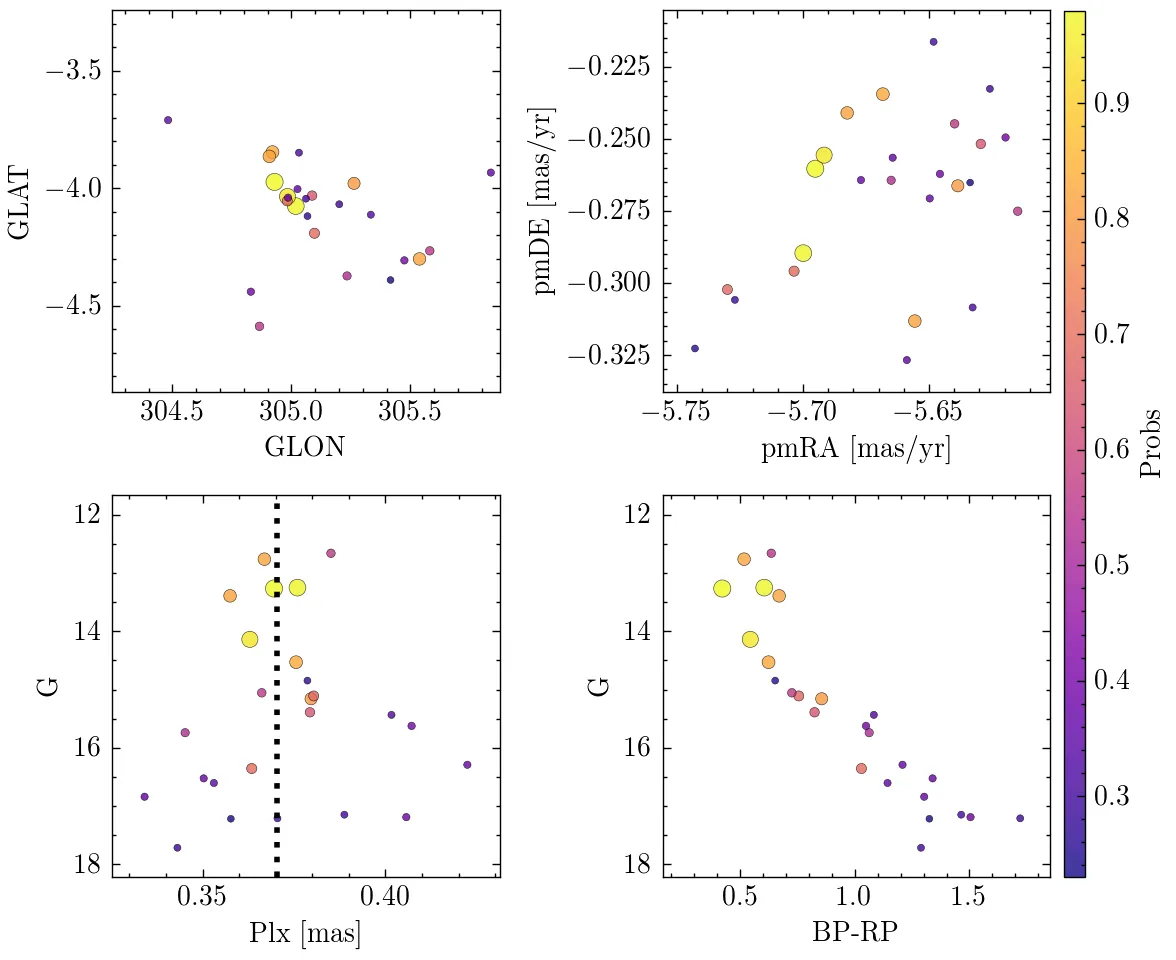 −3.5
−4.0
−4.5
GLAT
304.5 305.0 305.5
GLON
−0.225
−0.250
−0.275
−0.300
−0.325
pmDE [mas/yr]
−5.75 −5.70 −5.65
pmRA [mas/yr]
0.9
0.8
0.7
0.6
0.5
0.4
0.3
Probs
12
14
16
18
G
0.35 0.40
Plx [mas]
12
14
16
18
G
0.5 1.0 1.5
BP-RP